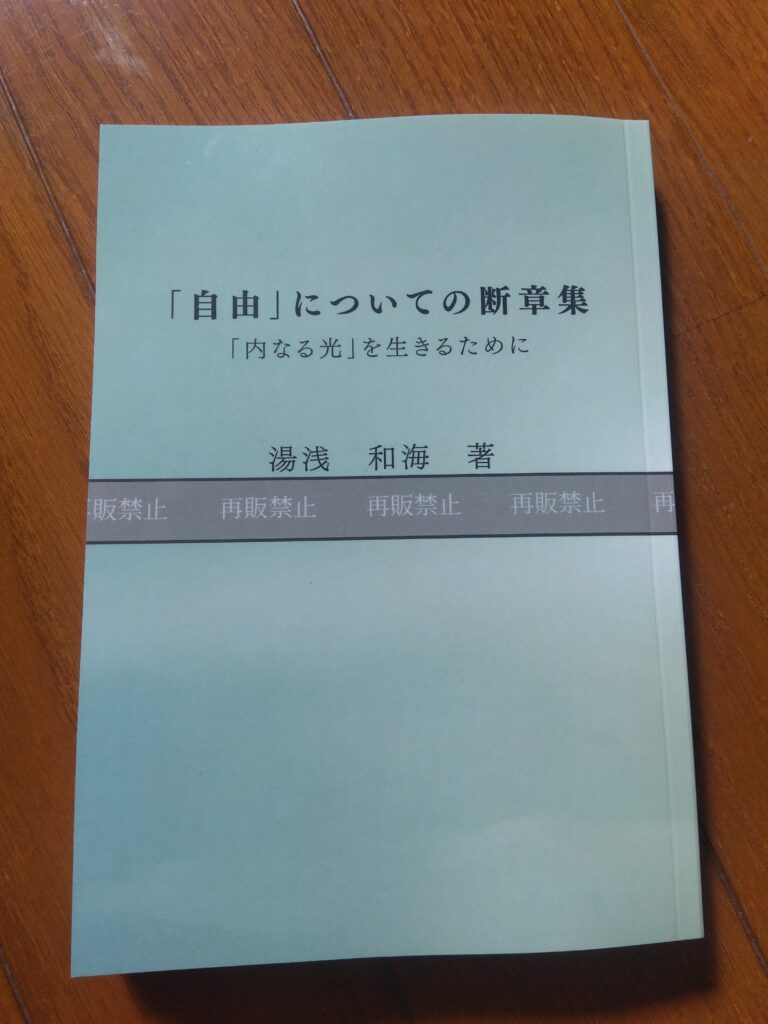 「自由」についての断章集
「内なる光」を生きるために
湯浅　和海　著
販禁止　再販禁止　再販禁止　再販禁止　再